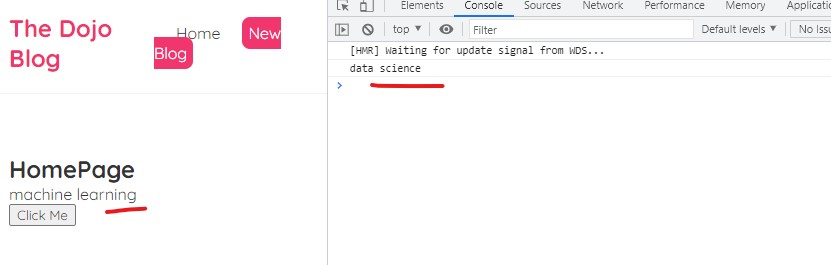 The Dojo
Blog
Home
New
Blog
HomePage
machine learning
Click Me
Elements Console Sources Network Performance Memory
top ▼ Filter Default levels ▼ No Issu
[HMR] Waiting for update signal from WDS...
data science
>